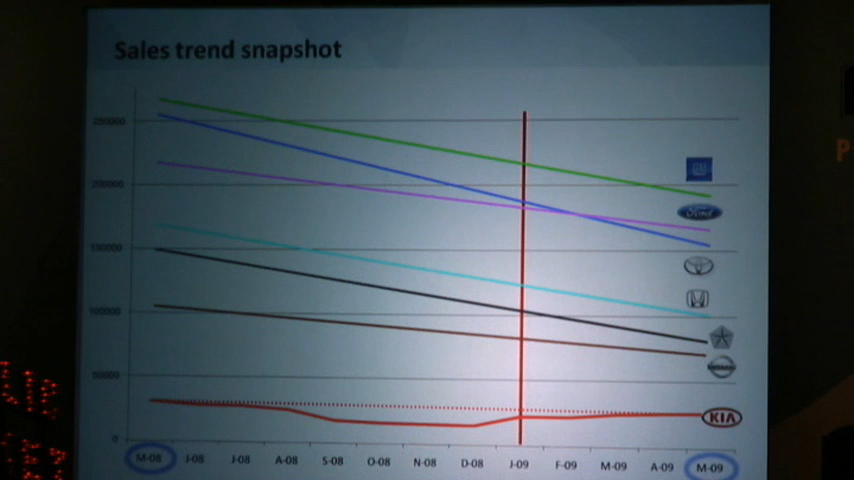 Sales trend snapshot
250000
200000
150000
100000
50000
0
GM
Ford
KIA
M-08 J-08 J-08 A-08 S-08 O-08 N-08 D-08 J-09 F-09 M-09 A-09 M-09
P